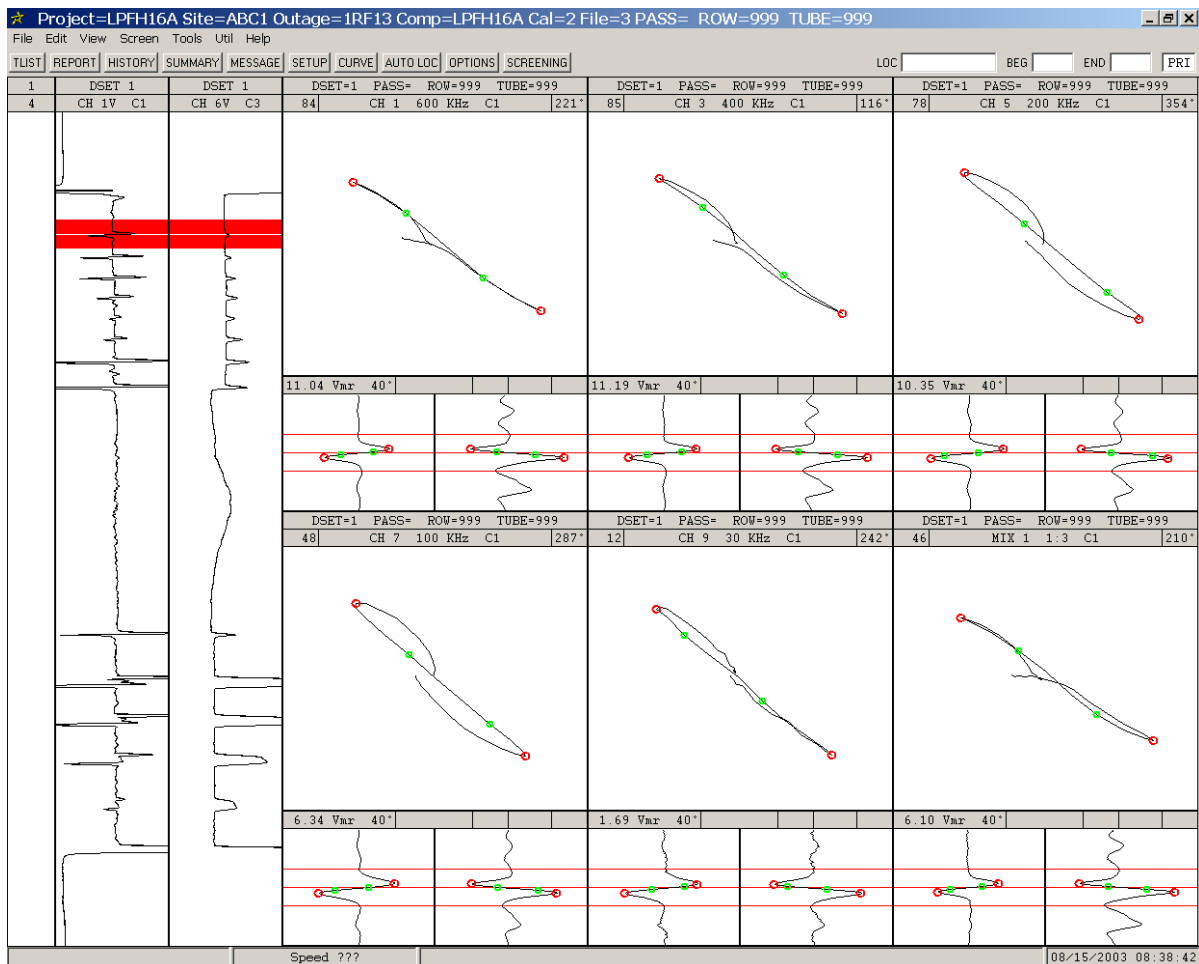 Project=LPFH16A Site=ABC1 Outage=1RF13 Comp=LPFH16A Cal=2 File=3 PASS= ROW=999 TUBE=999
File Edit View Screen Tools Util Help
TLIST REPORT HISTORY SUMMARY MESSAGE SETUP CURVE AUTO LOC OPTIONS SCREENING LOC BEG END PRI
1 DSET 1 DSET 1 DSET=1 PASS= ROW=999 TUBE=999 DSET=1 PASS= ROW=999 TUBE=999 DSET=1 PASS= ROW=999 TUBE=999
4 CH 1V C1 CH 6V C3 84 CH 1 600 KHz C1 221° 85 CH 3 400 KHz C1 116° 78 CH 5 200 KHz C1 354°
11.04 Vmr 40° 11.19 Vmr 40° 10.35 Vmr 40°
DSET=1 PASS= ROW=999 TUBE=999 DSET=1 PASS= ROW=999 TUBE=999 DSET=1 PASS= ROW=999 TUBE=999
48 CH 7 100 KHz C1 287° 12 CH 9 30 KHz C1 242° 46 MIX 1 1:3 C1 210°
6.34 Vmr 40° 1.69 Vmr 40° 6.10 Vmr 40°
Speed ??? 08/15/2003 08:38:42